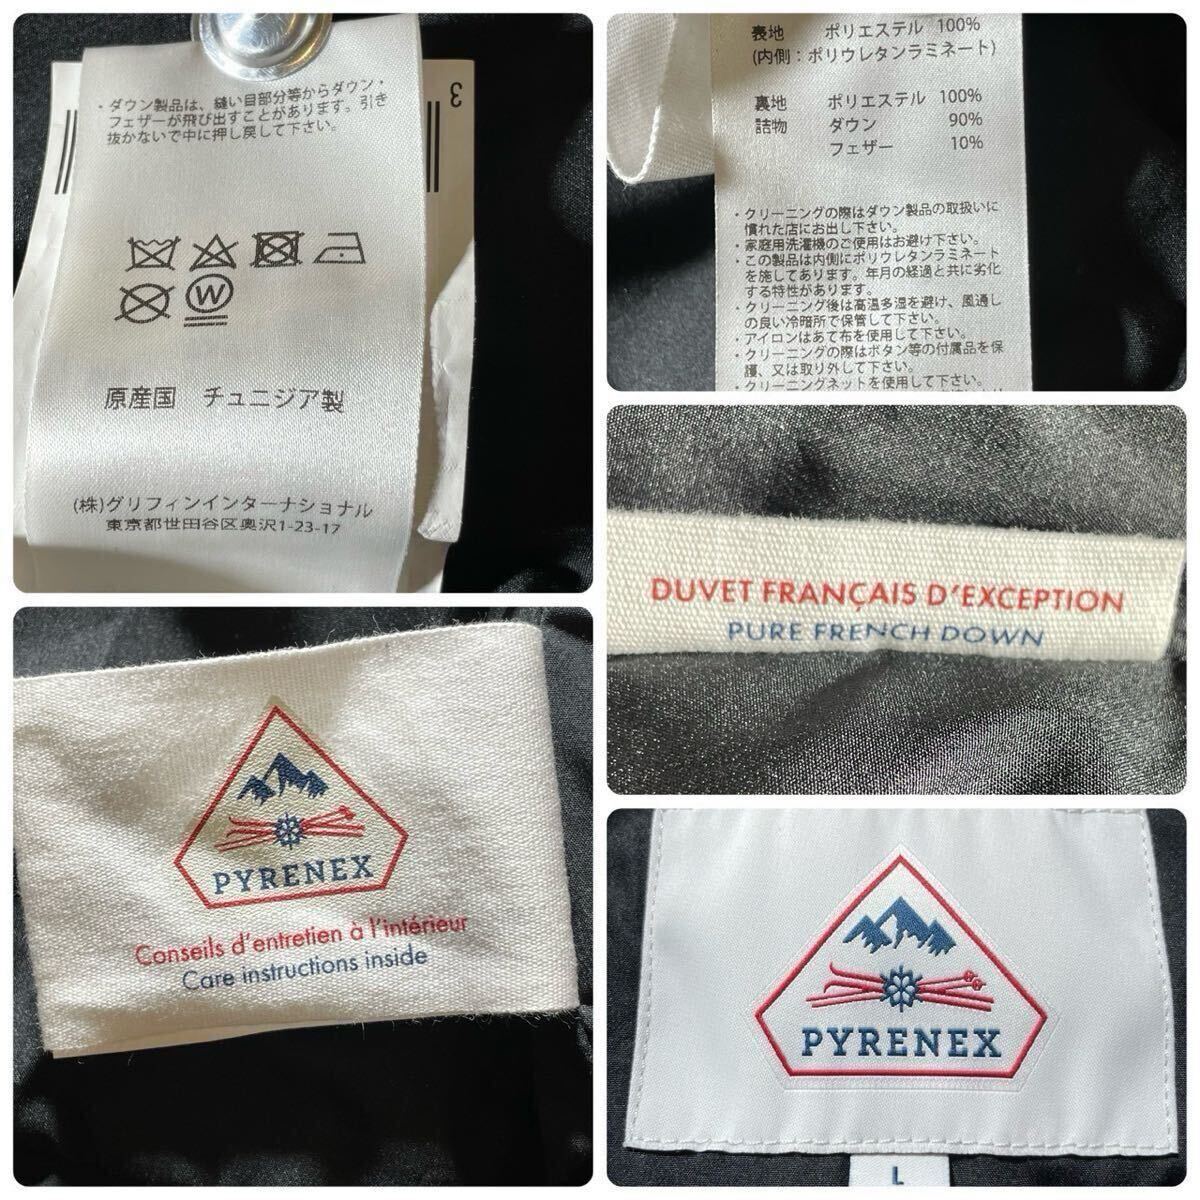 ・ダウン製品は、縫い目部分等からダウン・
フェザーが飛び出すことがあります。引き
抜かないで中に押し戻して下さい。
3
W
原産国 チュニジア製
(株)グリフィンインターナショナル
東京都世田谷区奥沢1-23-17
表地 ポリエステル 100%
(内側：ポリウレタンラミネート)
裏地 ポリエステル 100%
詰物 ダウン 90%
フェザー 10%
・クリーニングの際はダウン製品の取扱いに
慣れた店にお出し下さい。
・家庭用洗濯機のご使用はお避け下さい。
・この製品は内側にポリウレタンラミネート
を施してあります。年月の経過と共に劣化
する特性があります。
・クリーニング後は高温多湿を避け、風通し
の良い冷暗所で保管して下さい。
・アイロンはあて布を使用して下さい。
・クリーニングの際はボタン等の付属品を保
護、又は取り外して下さい。
・クリーニングネットを使用して下さい。
DUVET FRANÇAIS D'EXCEPTION
PURE FRENCH DOWN
PYRENEX
Conseils d'entretien à l'intérieur
Care instructions inside
PYRENEX
L